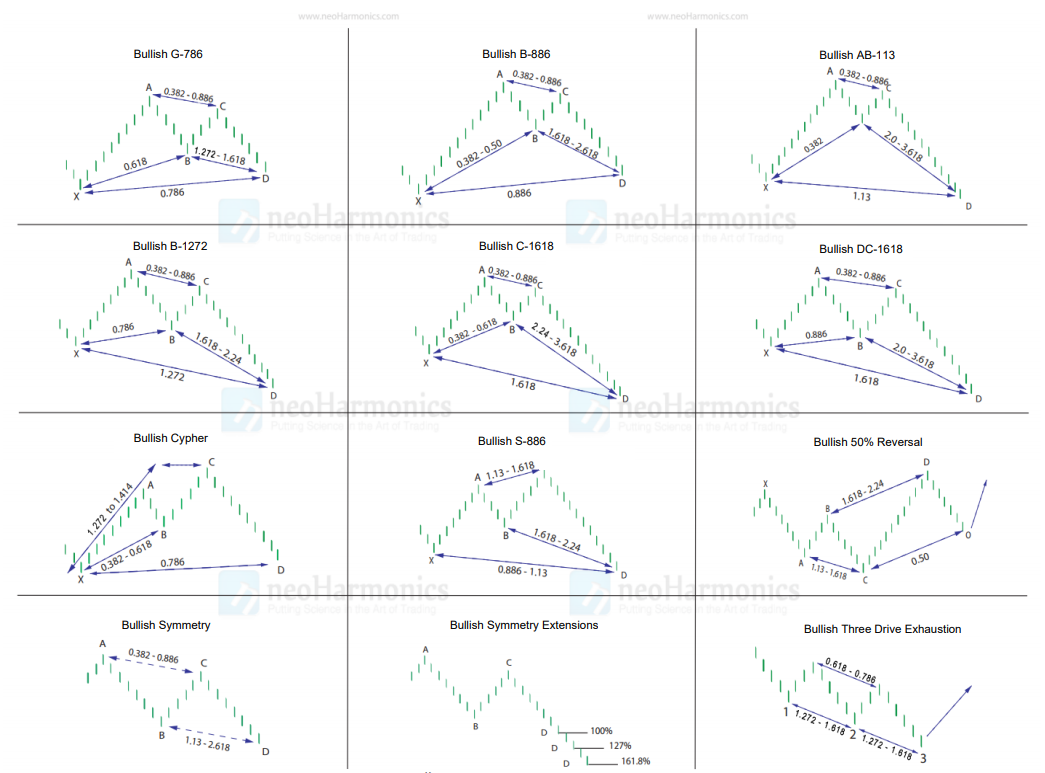 www.neoHarmonics.com
www.neoHarmonics.com
Bullish G-786
A
0.382 - 0.886
C
0.618
B
1.272 - 1.618
X
0.786
D
Bullish B-886
A
0.382 - 0.886
C
0.382 - 0.50
B
1.618 - 2.618
X
0.886
D
Bullish AB-113
A
0.382 - 0.886
C
0.382
2.0 - 3.618
X
1.13
D
neoHarmonics
Putting Science in the Art of Trading
neoHarmonics
Putting Science in the Art of Trading
Bullish B-1272
A
0.382 - 0.886
C
0.786
B
1.618 - 2.24
X
1.272
D
Bullish C-1618
A
0.382 - 0.886
C
0.382 - 0.618
B
2.24 - 3.618
X
1.618
D
Bullish DC-1618
A
0.382 - 0.886
C
0.886
B
2.0 - 3.618
X
1.618
D
neoHarmonics
Putting Science in the Art of Trading
neoHarmonics
Putting Science in the Art of Trading
Bullish Cypher
C
1.272 to 1.414
A
B
0.382 - 0.618
X
0.786
D
Bullish S-886
A
1.13 - 1.618
B
1.618 - 2.24
X
0.886 - 1.13
D
Bullish 50% Reversal
D
X
1.618 - 2.24
B
O
A
1.13 - 1.618
C
0.50
neoHarmonics
Putting Science in the Art of Trading
neoHarmonics
Putting Science in the Art of Trading
Bullish Symmetry
A
0.382 - 0.886
C
B
1.13 - 2.618
D
Bullish Symmetry Extensions
A
C
B
D
100%
D
127%
D
161.8%
Bullish Three Drive Exhaustion
0.618 - 0.786
1
1.272 - 1.618
2
1.272 - 1.618
3